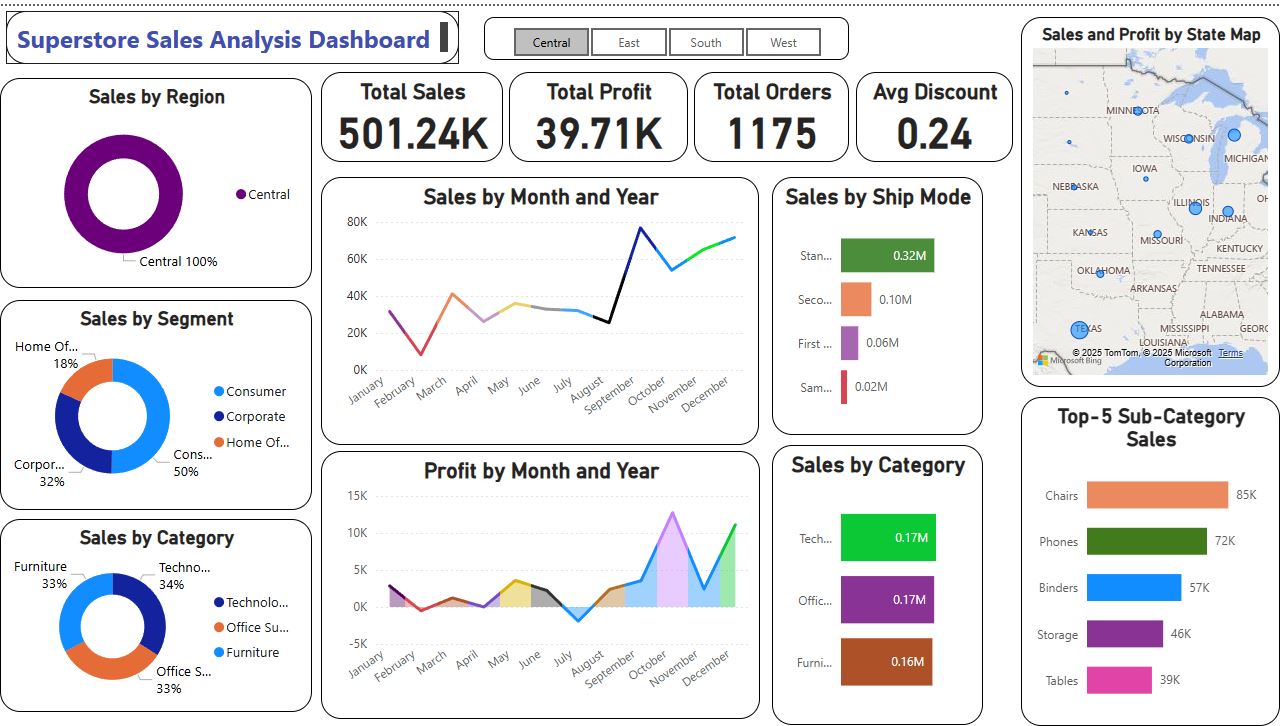 Superstore Sales Analysis Dashboard
Central
East
South
West
Sales by Region
Central
Central 100%
Total Sales
501.24K
Total Profit
39.71K
Total Orders
1175
Avg Discount
0.24
Sales and Profit by State Map
MINNESOTA
WISCONSIN
MICHIGAN
IOWA
NEBRASKA
ILLINOIS
INDIANA
OH
KANSAS
MISSOURI
KENTUCKY
OKLAHOMA
TENNESSEE
ARKANSAS
ALABAMA
TEXAS
MISSISSIPPI
GEORG
LOUISIANA
© 2025 TomTom, © 2025 Microsoft Corporation
Terms
Microsoft Bing
Sales by Segment
Home Of...
18%
Corpor...
32%
Cons...
50%
Consumer
Corporate
Home Of...
Sales by Category
Furniture
33%
Techno...
34%
Office S...
33%
Technolo...
Office Su...
Furniture
Sales by Month and Year
80K
60K
40K
20K
0K
January
February
March
April
May
June
July
August
September
October
November
December
Profit by Month and Year
15K
10K
5K
0K
-5K
January
February
March
April
May
June
July
August
September
October
November
December
Sales by Ship Mode
Stan...
0.32M
Seco...
0.10M
First ...
0.06M
Sam...
0.02M
Sales by Category
Tech...
0.17M
Offic...
0.17M
Furni...
0.16M
Top-5 Sub-Category
Sales
Chairs
85K
Phones
72K
Binders
57K
Storage
46K
Tables
39K